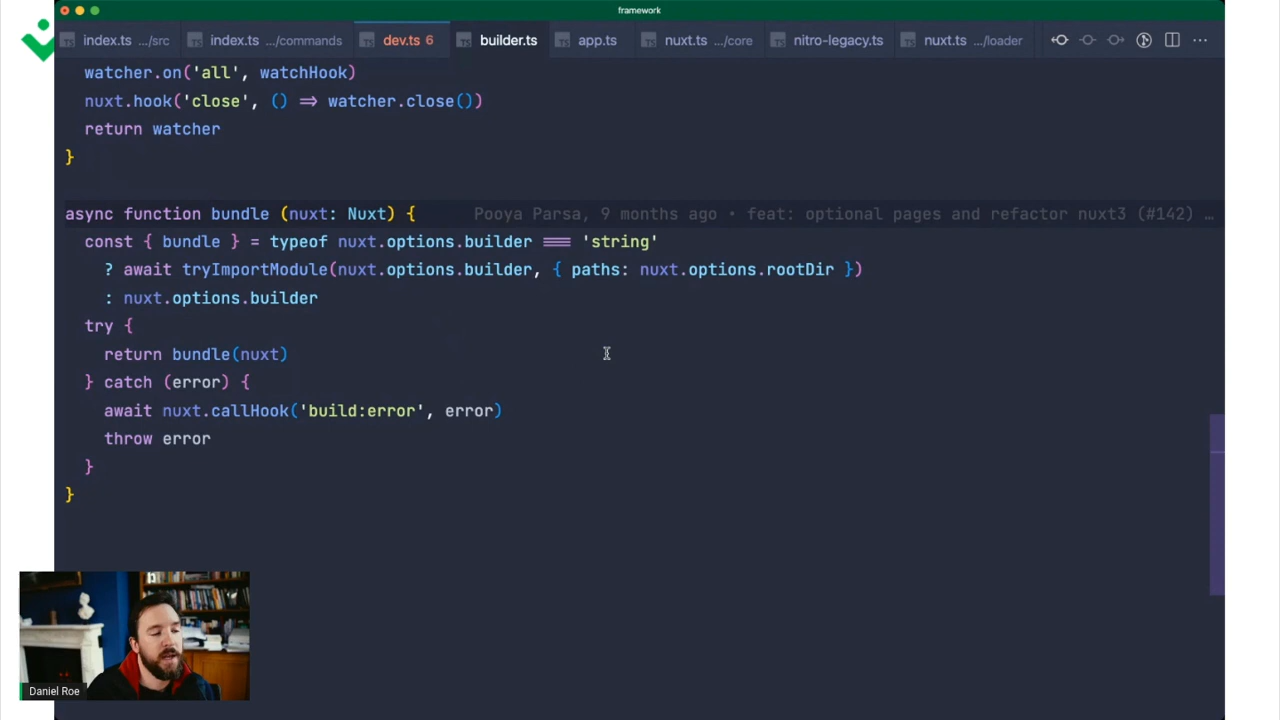 framework
index.ts .../src
index.ts .../commands
dev.ts 6
builder.ts
app.ts
nuxt.ts .../core
nitro-legacy.ts
nuxt.ts .../loader
watcher.on('all', watchHook)
nuxt.hook('close', () => watcher.close())
return watcher
}
async function bundle (nuxt: Nuxt) { Pooya Parsa, 9 months ago • feat: optional pages and refactor nuxt3 (#142) …
const { bundle } = typeof nuxt.options.builder === 'string'
? await tryImportModule(nuxt.options.builder, { paths: nuxt.options.rootDir })
: nuxt.options.builder
try {
return bundle(nuxt)
} catch (error) {
await nuxt.callHook('build:error', error)
throw error
}
}
Daniel Roe